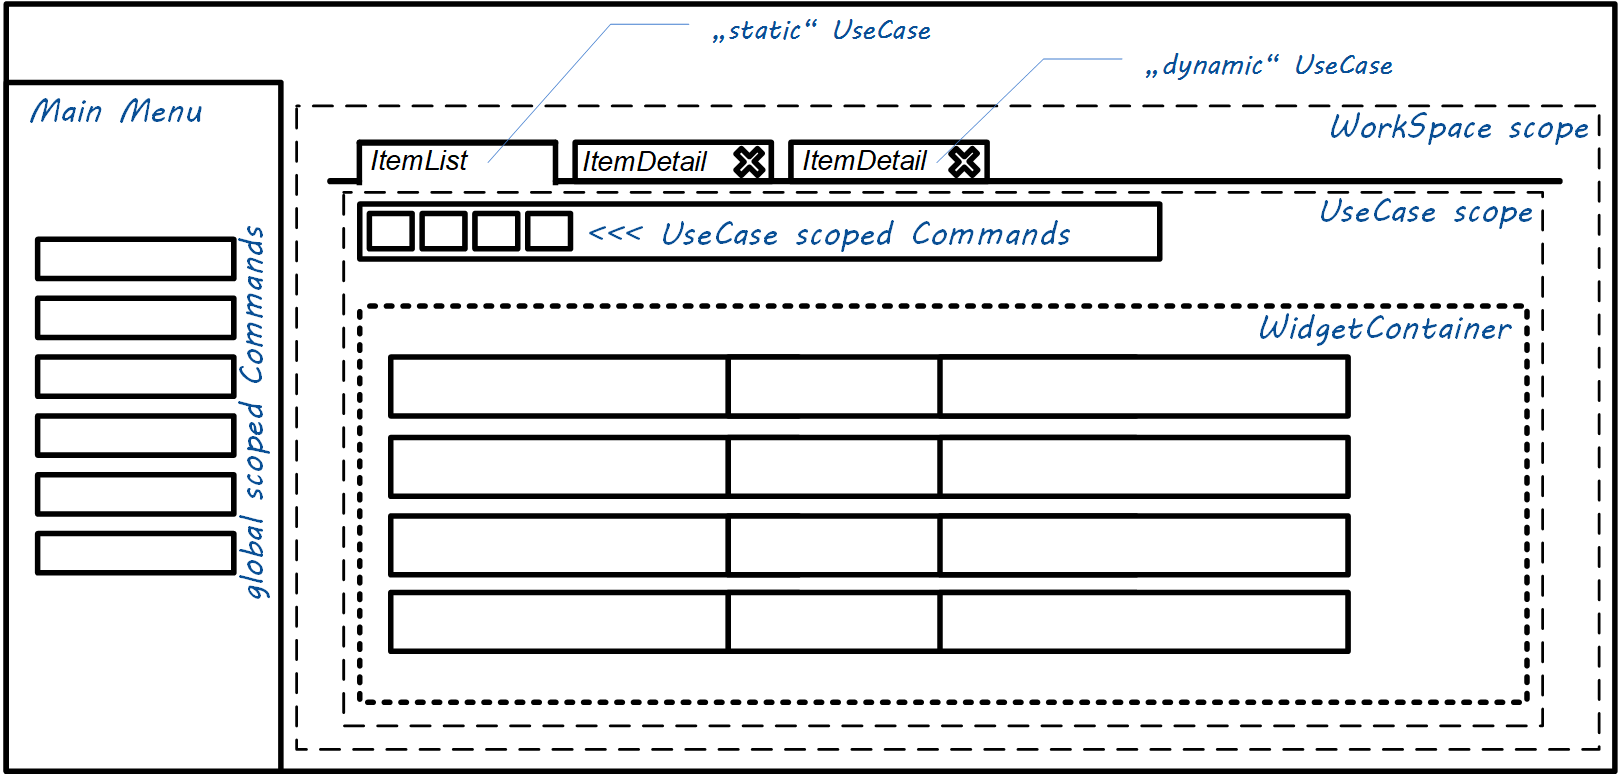 „static“ UseCase
„dynamic“ UseCase
Main Menu
WorkSpace scope
ItemList
ItemDetail
ItemDetail
UseCase scope
<<< UseCase scoped Commands
global scoped Commands
WidgetContainer